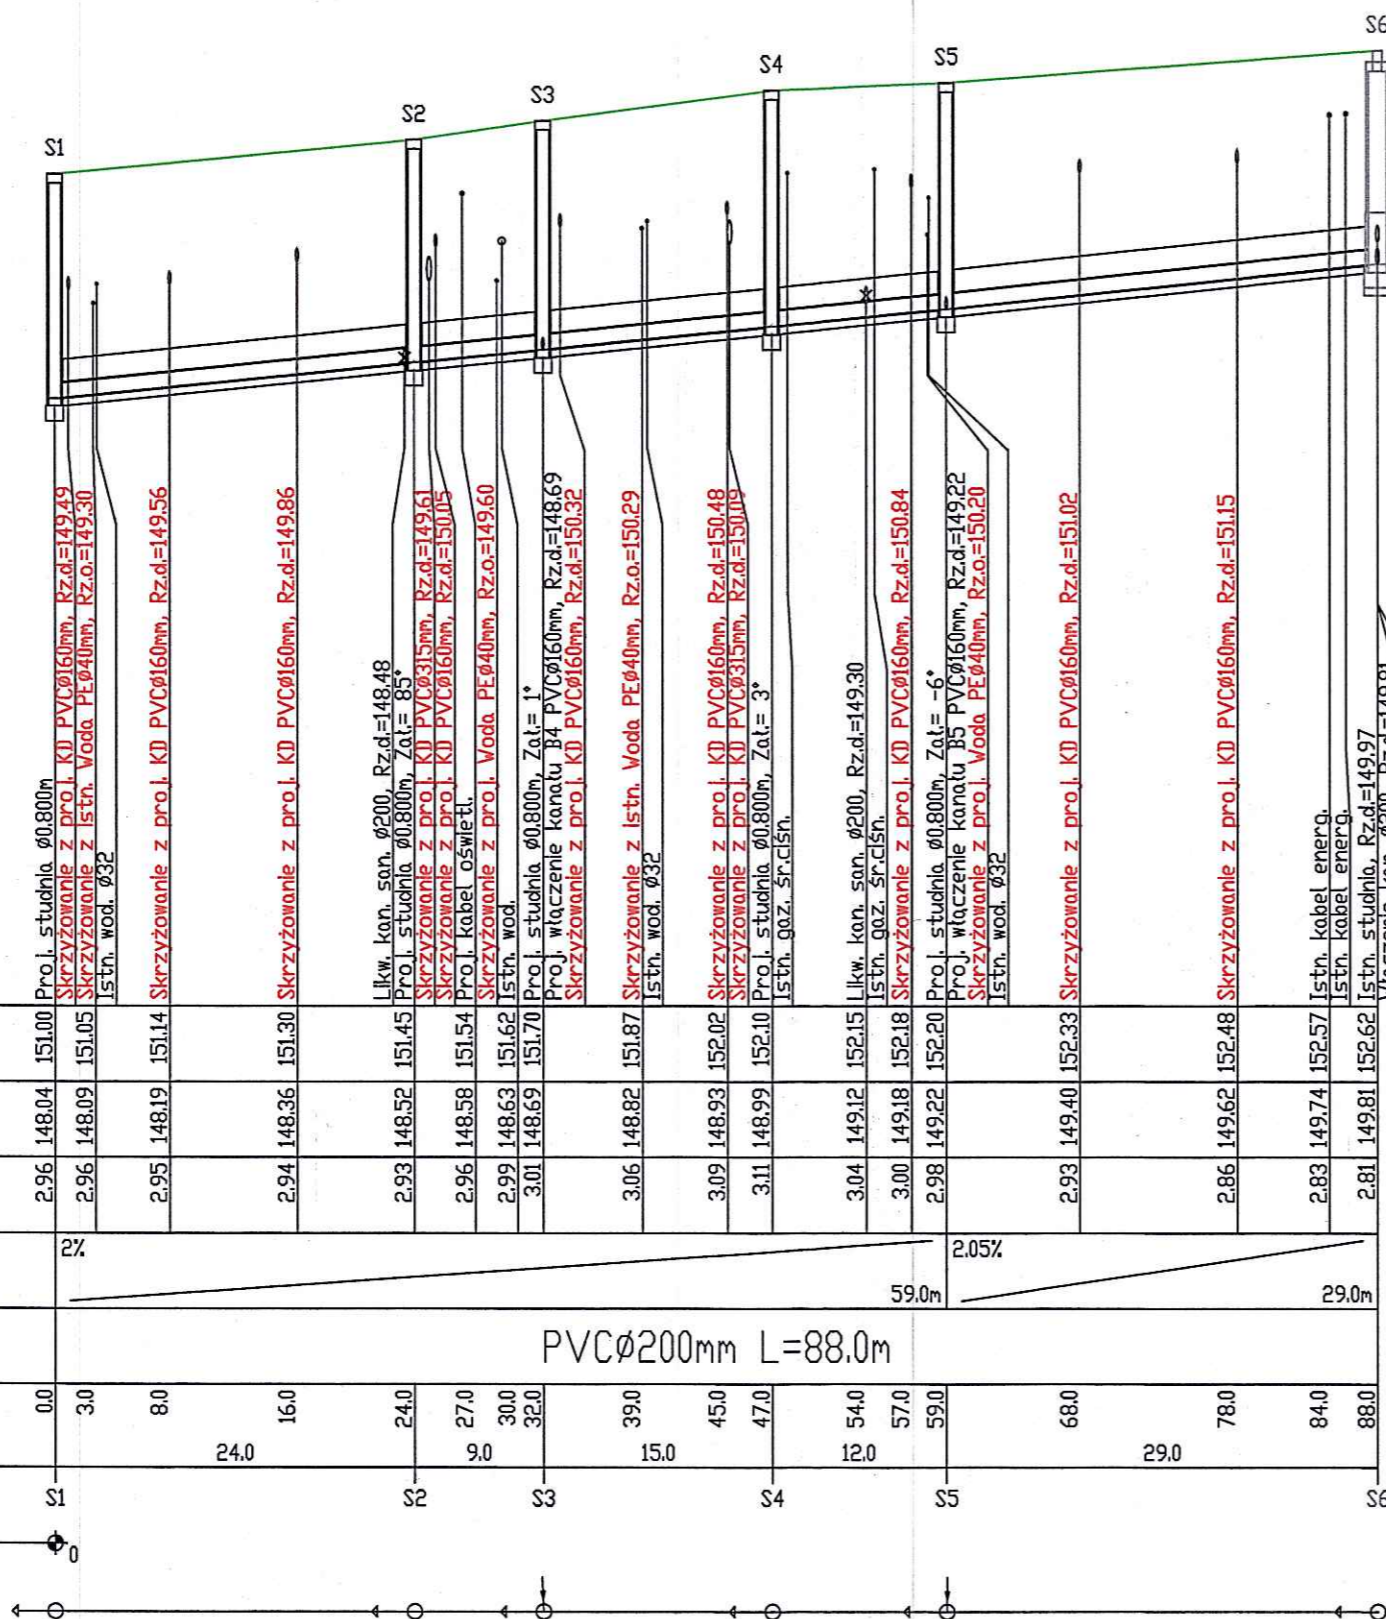 S1
S2
S3
S4
S5
S6
Proj. studnia ø0.800m
Skrzyżowanie z proj. KD PVCø160mm, Rz.d.=149.49
Skrzyżowanie z Istn. Woda PEø40mm, Rz.o.=149.30
Istn. wod. ø32
Skrzyżowanie z proj. KD PVCø160mm, Rz.d.=149.56
Skrzyżowanie z proj. KD PVCø160mm, Rz.d.=149.86
Likw. kan. san. ø200, Rz.d.=148.48
Proj. studnia ø0.800m, Zał.= 85°
Skrzyżowanie z proj. KD PVCø315mm, Rz.d.=149.61
Skrzyżowanie z proj. KD PVCø160mm, Rz.d.=150.05
Proj. kabel oświetl.
Skrzyżowanie z proj. Woda PEø40mm, Rz.o.=149.60
Istn. wod.
Proj. studnia ø0.800m, Zał.= 1°
Proj. włączenie kanału B4 PVCø160mm, Rz.d.=148.69
Skrzyżowanie z proj. KD PVCø160mm, Rz.d.=150.32
Skrzyżowanie z Istn. Woda PEø40mm, Rz.o.=150.29
Istn. wod. ø32
Skrzyżowanie z proj. KD PVCø160mm, Rz.d.=150.48
Skrzyżowanie z proj. KD PVCø315mm, Rz.d.=150.09
Proj. studnia ø0.800m, Zał.= 3°
Istn. gaz. śr.ciśn.
Likw. kan. san. ø200, Rz.d.=149.30
Istn. gaz. śr.ciśn.
Skrzyżowanie z proj. KD PVCø160mm, Rz.d.=150.84
Proj. studnia ø0.800m, Zał.= -6°
Proj. włączenie kanału B5 PVCø160mm, Rz.d.=149.22
Skrzyżowanie z proj. Woda PEø40mm, Rz.o.=150.20
Istn. wod. ø32
Skrzyżowanie z proj. KD PVCø160mm, Rz.d.=151.02
Skrzyżowanie z proj. KD PVCø160mm, Rz.d.=151.15
Istn. kabel energ.
Istn. kabel energ.
Istn. studnia, Rz.d.=149.97
151.00 151.05 151.14 151.30 151.45 151.54 151.62 151.70 151.87 152.02 152.10 152.15 152.18 152.20 152.33 152.48 152.57 152.62
148.04 148.09 148.19 148.36 148.52 148.58 148.63 148.69 148.82 148.93 148.99 149.12 149.18 149.22 149.40 149.62 149.74 149.81
2.96 2.96 2.95 2.94 2.93 2.96 2.99 3.01 3.06 3.09 3.11 3.04 3.00 2.98 2.93 2.86 2.83 2.81
2% 59.0m 2.05% 29.0m
PVCø200mm L=88.0m
0.0 3.0 8.0 16.0 24.0 27.0 30.0 32.0 39.0 45.0 47.0 54.0 57.0 59.0 68.0 78.0 84.0 88.0
24.0 9.0 15.0 12.0 29.0
S1 S2 S3 S4 S5 S6
0